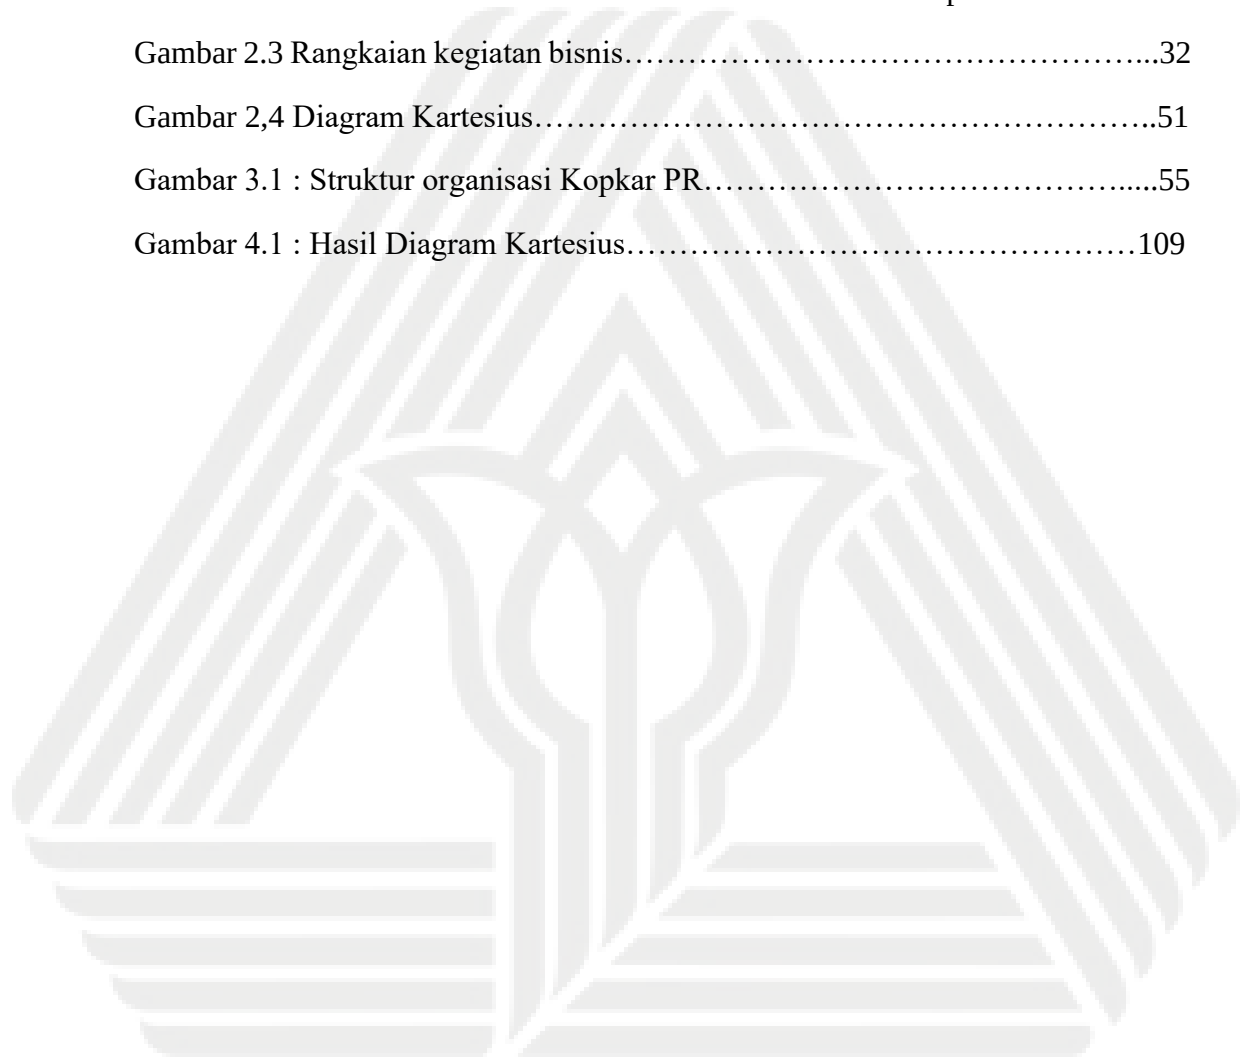 Gambar 2.3 Rangkaian kegiatan bisnis…………………………………………...32
Gambar 2,4 Diagram Kartesius…………………………………………………..51
Gambar 3.1 : Struktur organisasi Kopkar PR………………………………….....55
Gambar 4.1 : Hasil Diagram Kartesius…………………………………………109